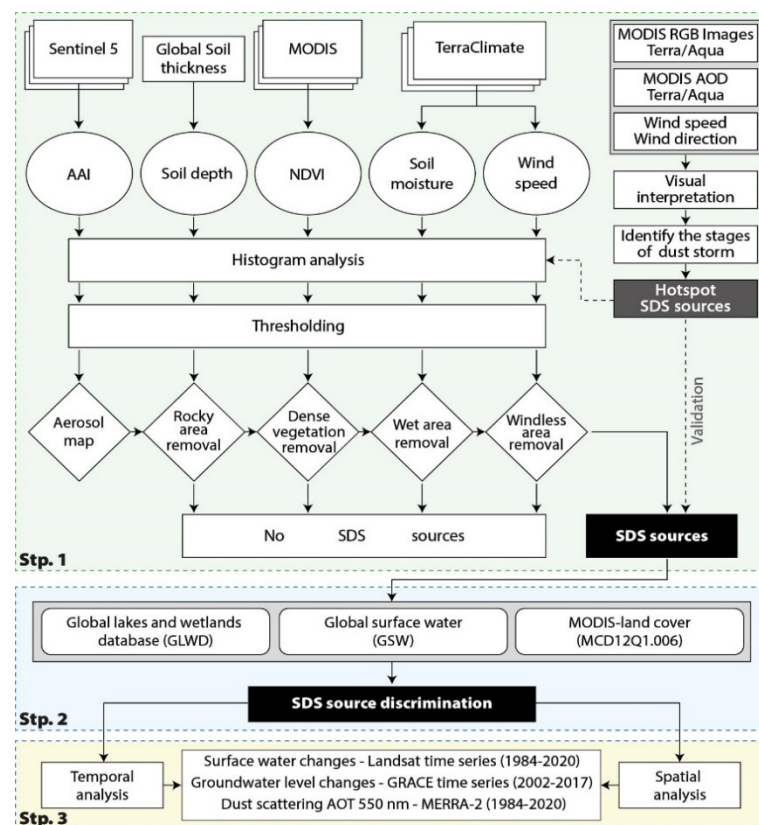 Sentinel 5
Global Soil
thickness
MODIS
TerraClimate
MODIS RGB Images
Terra/Aqua
MODIS AOD
Terra/Aqua
Wind speed
Wind direction
AAI
Soil depth
NDVI
Soil
moisture
Wind
speed
Visual
interpretation
Identify the stages
of dust storm
Hotspot
SDS sources
Histogram analysis
Thresholding
Validation
Aerosol
map
Rocky
area
removal
Dense
vegetation
removal
Wet area
removal
Windless
area
removal
No SDS sources
SDS sources
Stp. 1
Global lakes and wetlands
database (GLWD)
Global surface water
(GSW)
MODIS-land cover
(MCD12Q1.006)
SDS source discrimination
Stp. 2
Temporal
analysis
Surface water changes - Landsat time series (1984-2020)
Groundwater level changes - GRACE time series (2002-2017)
Dust scattering AOT 550 nm - MERRA-2 (1984-2020)
Spatial
analysis
Stp. 3